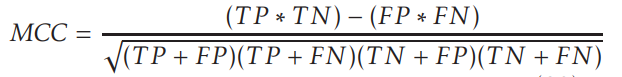 MCC = (TP * TN) − (FP * FN) / √(TP + FP)(TP + FN)(TN + FP)(TN + FN)